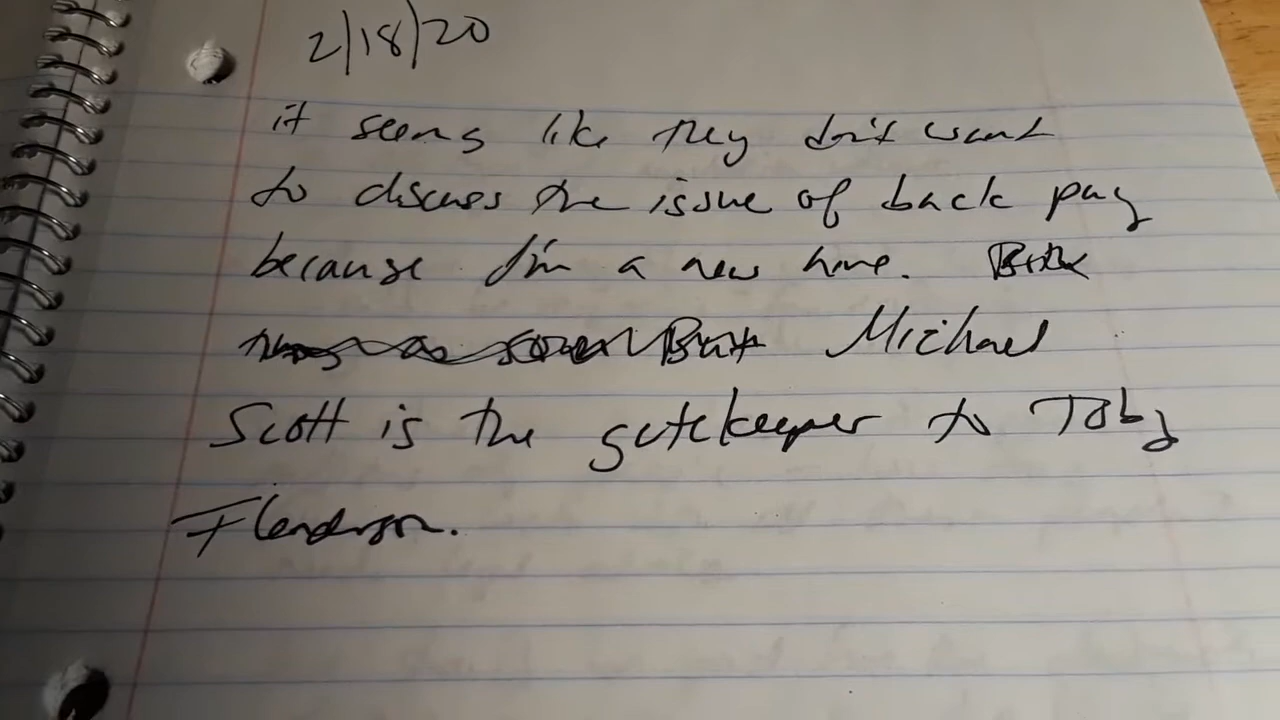 2/18/20
it seems like they don't want
to discuss the issue of back pay
because I'm a new hire.
But Michael
Scott is the gatekeeper to Toby
Flenderson.